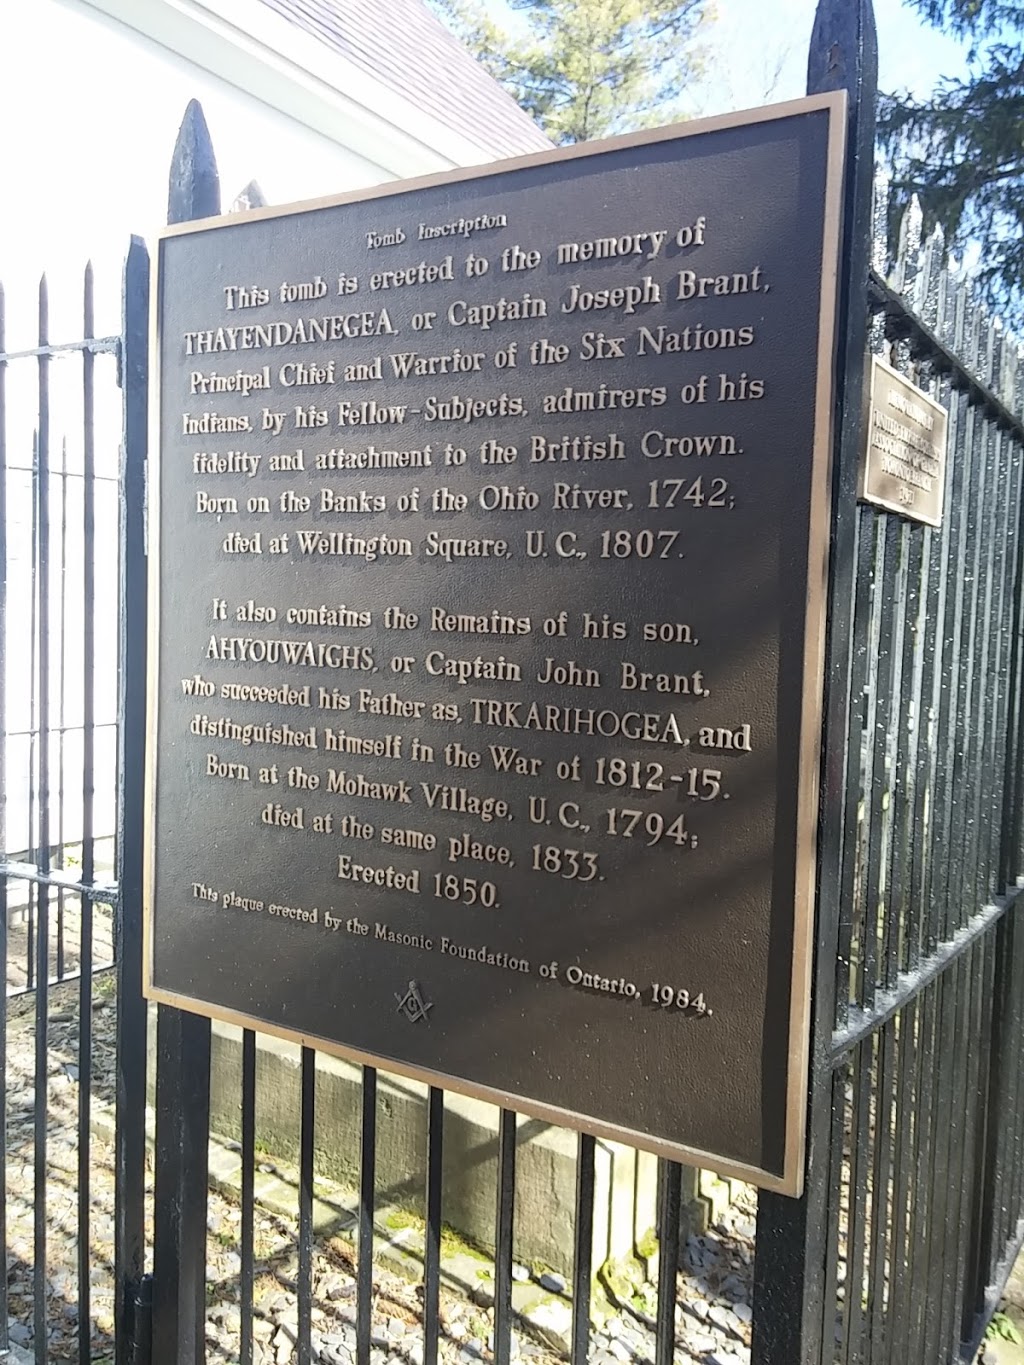 Tomb Inscription
This tomb is erected to the memory of
THAYENDANEGEA, or Captain Joseph Brant,
Principal Chief and Warrior of the Six Nations
Indians, by his Fellow-Subjects, admirers of his
fidelity and attachment to the British Crown.
Born on the Banks of the Ohio River, 1742;
died at Wellington Square, U.C., 1807.
It also contains the Remains of his son,
AHYOUWAIGHS, or Captain John Brant,
who succeeded his Father as, TRKARIHOGEA, and
distinguished himself in the War of 1812-15.
Born at the Mohawk Village, U.C., 1794;
died at the same place, 1833.
Erected 1850.
This plaque erected by the Masonic Foundation of Ontario, 1984.
G